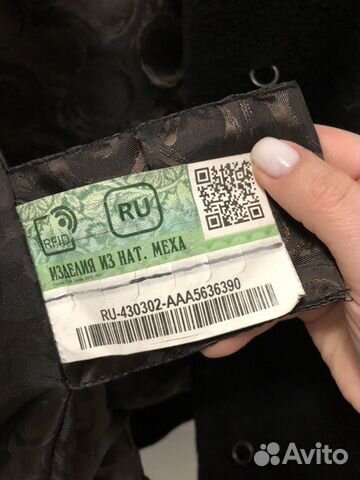 RFID
RU
ИЗДЕЛИЯ ИЗ НАТ. МЕХА
RU-430302-AAA5636390
Avito